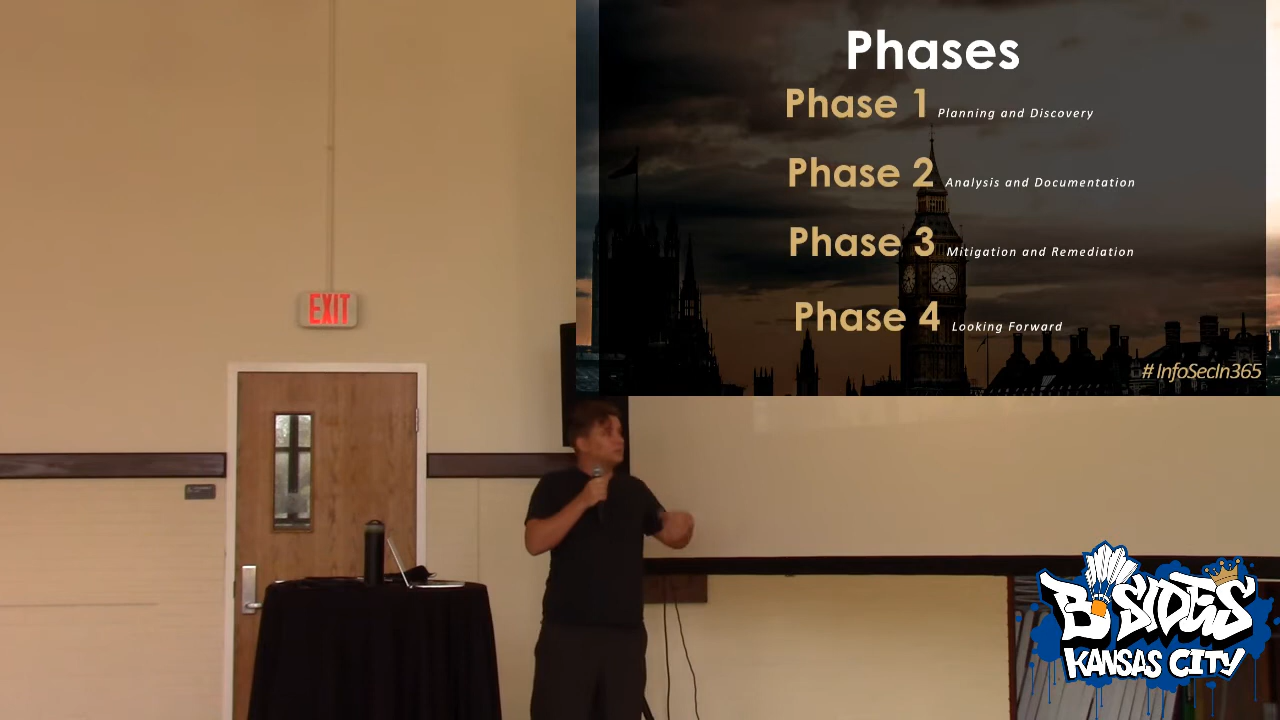 Phases
Phase 1 Planning and Discovery
Phase 2 Analysis and Documentation
Phase 3 Mitigation and Remediation
Phase 4 Looking Forward
#InfoSecIn365
EXIT
B SIDES
KANSAS CITY